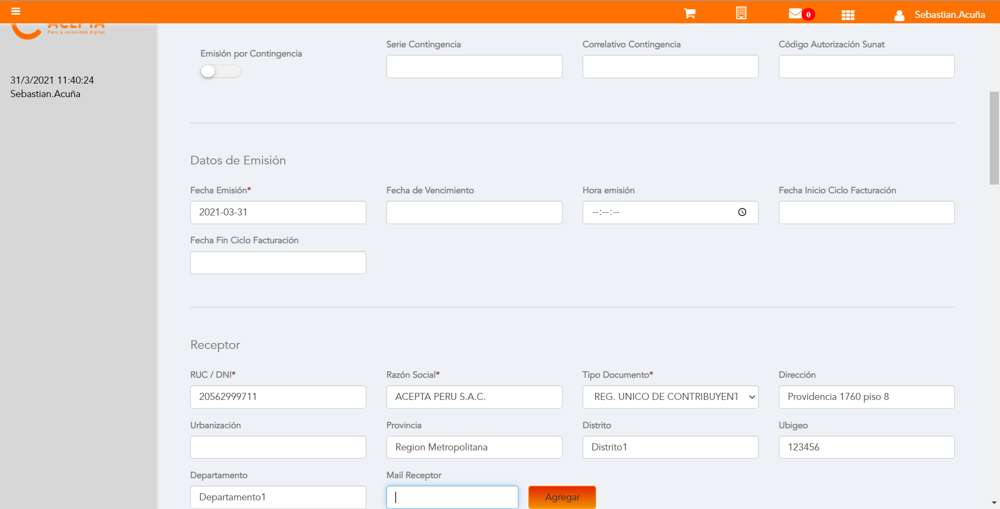 0
Sebastian.Acuña
ACEPTA
Perú a velocidad digital
31/3/2021 11:40:24
Sebastian.Acuña
Emisión por Contingencia
Serie Contingencia
Correlativo Contingencia
Código Autorización Sunat
Datos de Emisión
Fecha Emisión*
Fecha de Vencimiento
Hora emisión
Fecha Inicio Ciclo Facturación
2021-03-31
--:--:--
Fecha Fin Ciclo Facturación
Receptor
RUC / DNI*
Razón Social*
Tipo Documento*
Dirección
20562999711
ACEPTA PERU S.A.C.
REG. UNICO DE CONTRIBUYENT
Providencia 1760 piso 8
Urbanización
Provincia
Distrito
Ubigeo
Region Metropolitana
Distrito1
123456
Departamento
Mail Receptor
Departamento1
Agregar